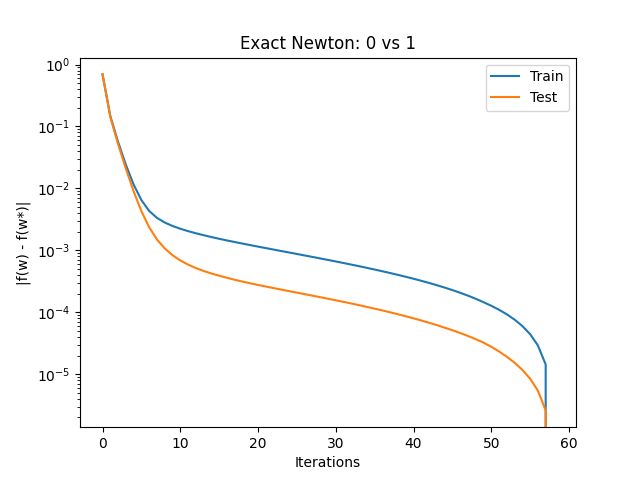 Exact Newton: 0 vs 1
|f(w) - f(w*)|
10⁰
10⁻¹
10⁻²
10⁻³
10⁻⁴
10⁻⁵
Train
Test
0 10 20 30 40 50 60
Iterations